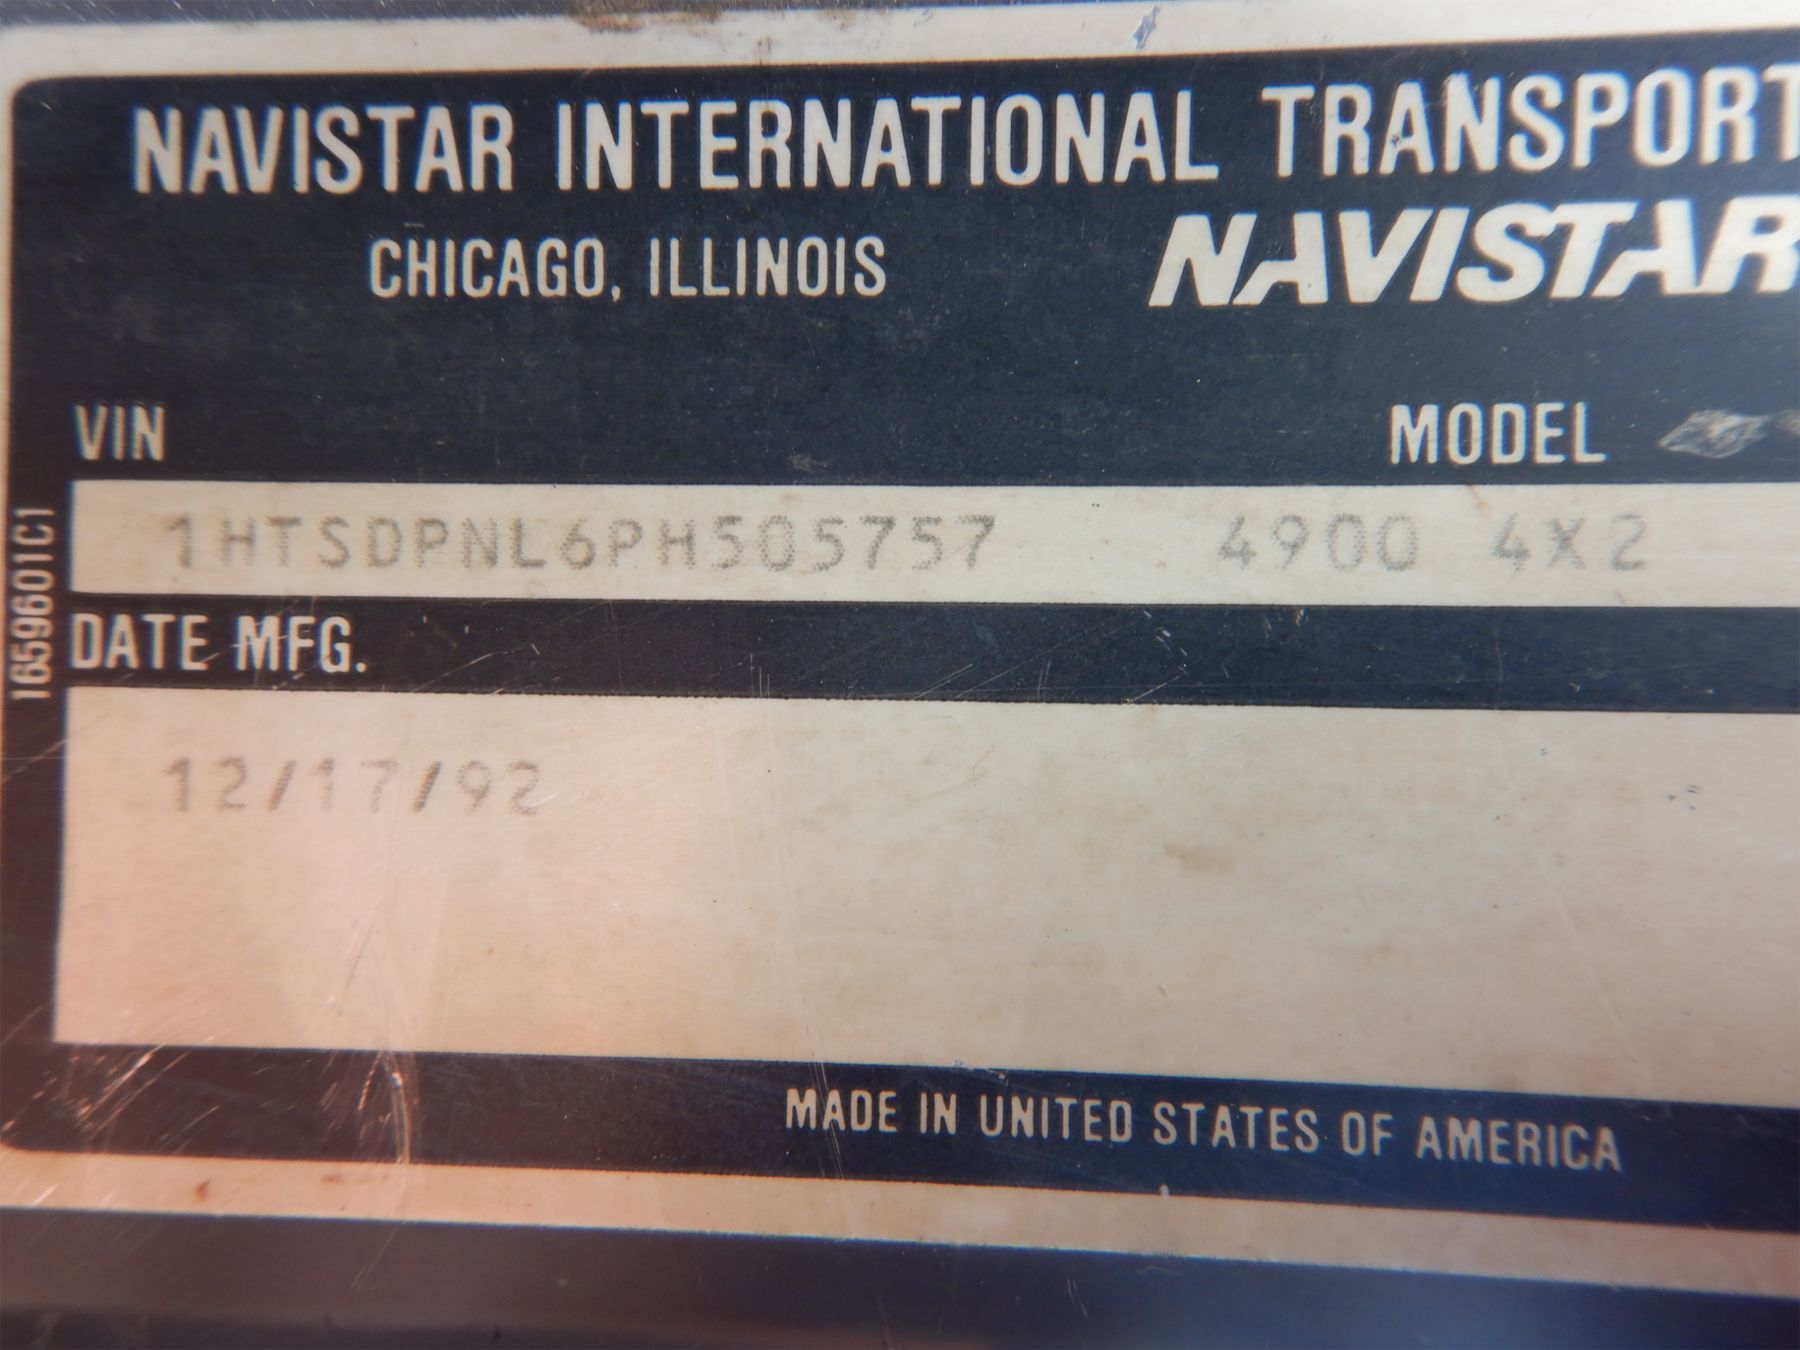 NAVISTAR INTERNATIONAL TRANSPORT
CHICAGO, ILLINOIS
NAVISTAR
VIN
MODEL
1HTSDPNL6PH505757
4900 4X2
1659601C1
DATE MFG.
12/17/92
MADE IN UNITED STATES OF AMERICA